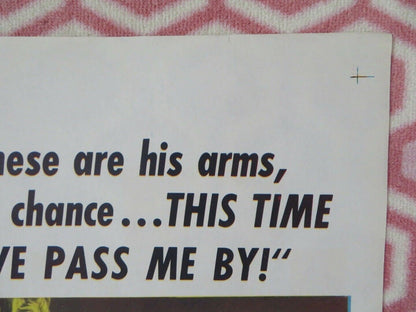 hese are his arms,
chance...THIS TIME
VE PASS ME BY!“